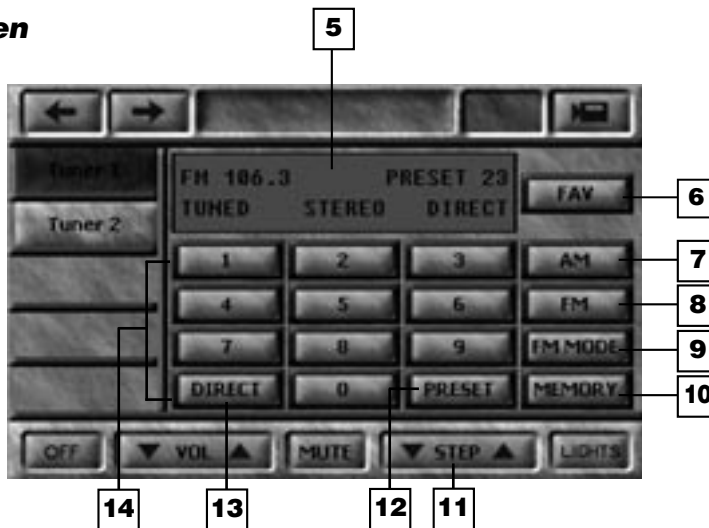 en
5
Tuner 1
FM 106.3 PRESET 23
TUNED STEREO DIRECT
FAV
6
Tuner 2
1 2 3 AM
7
4 5 6 FM
8
7 8 9 FM MODE
9
DIRECT 0 PRESET MEMORY
10
OFF ▼ VOL ▲ MUTE ▼ STEP ▲ LIGHTS
14 13 12 11